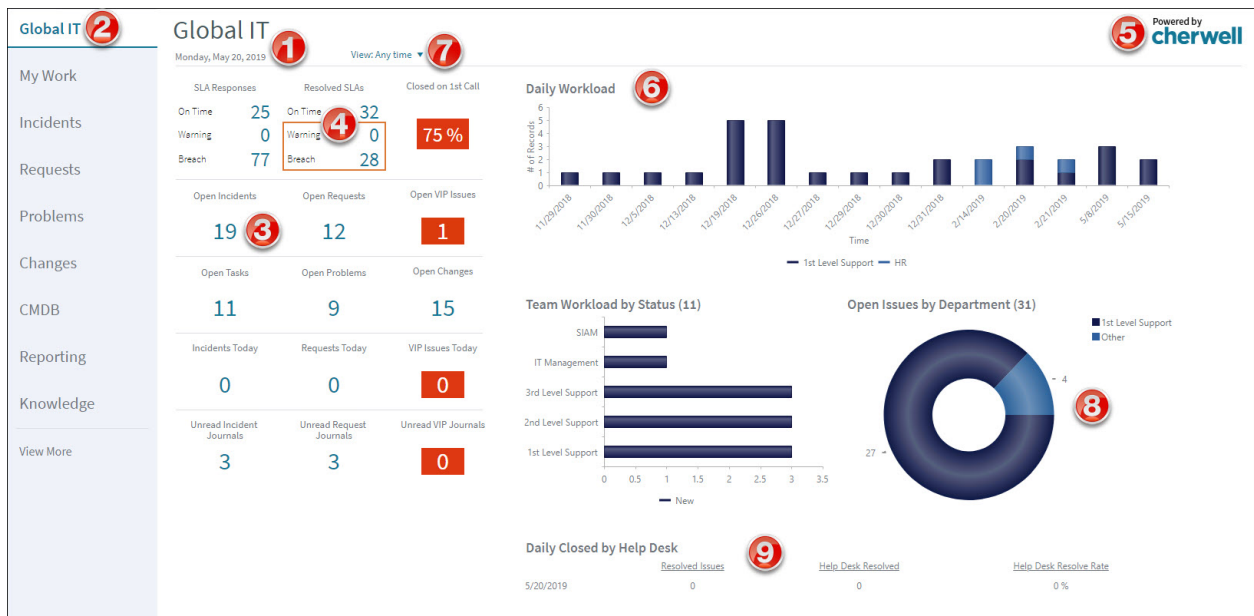 Global IT 2
My Work
Incidents
Requests
Problems
Changes
CMDB
Reporting
Knowledge
View More
Global IT
Monday, May 20, 2019 1
View: Any time 7
5 Powered by
cherwell
SLA Responses
On Time 25
Warning 0
Breach 77
Resolved SLAs
On Time 32
4
Warning 0
Breach 28
Closed on 1st Call
75 %
Open Incidents
19 3
Open Requests
12
Open VIP Issues
1
Open Tasks
11
Open Problems
9
Open Changes
15
Incidents Today
0
Requests Today
0
VIP Issues Today
0
Unread Incident
Journals
3
Unread Request
Journals
3
Unread VIP Journals
0
Daily Workload 6
# of Records
6
5
4
3
2
1
0
11/29/2018 11/30/2018 12/5/2018 12/13/2018 12/19/2018 12/26/2018 12/27/2018 12/29/2018 12/30/2018 12/31/2018 2/14/2019 2/20/2019 2/21/2019 5/8/2019 5/15/2019
Time
1st Level Support HR
Team Workload by Status (11)
SIAM
IT Management
3rd Level Support
2nd Level Support
1st Level Support
0 0.5 1 1.5 2 2.5 3 3.5
New
Open Issues by Department (31)
1st Level Support
Other
4
8
27
Daily Closed by Help Desk
9
Resolved Issues Help Desk Resolved Help Desk Resolve Rate
5/20/2019 0 0 0 %